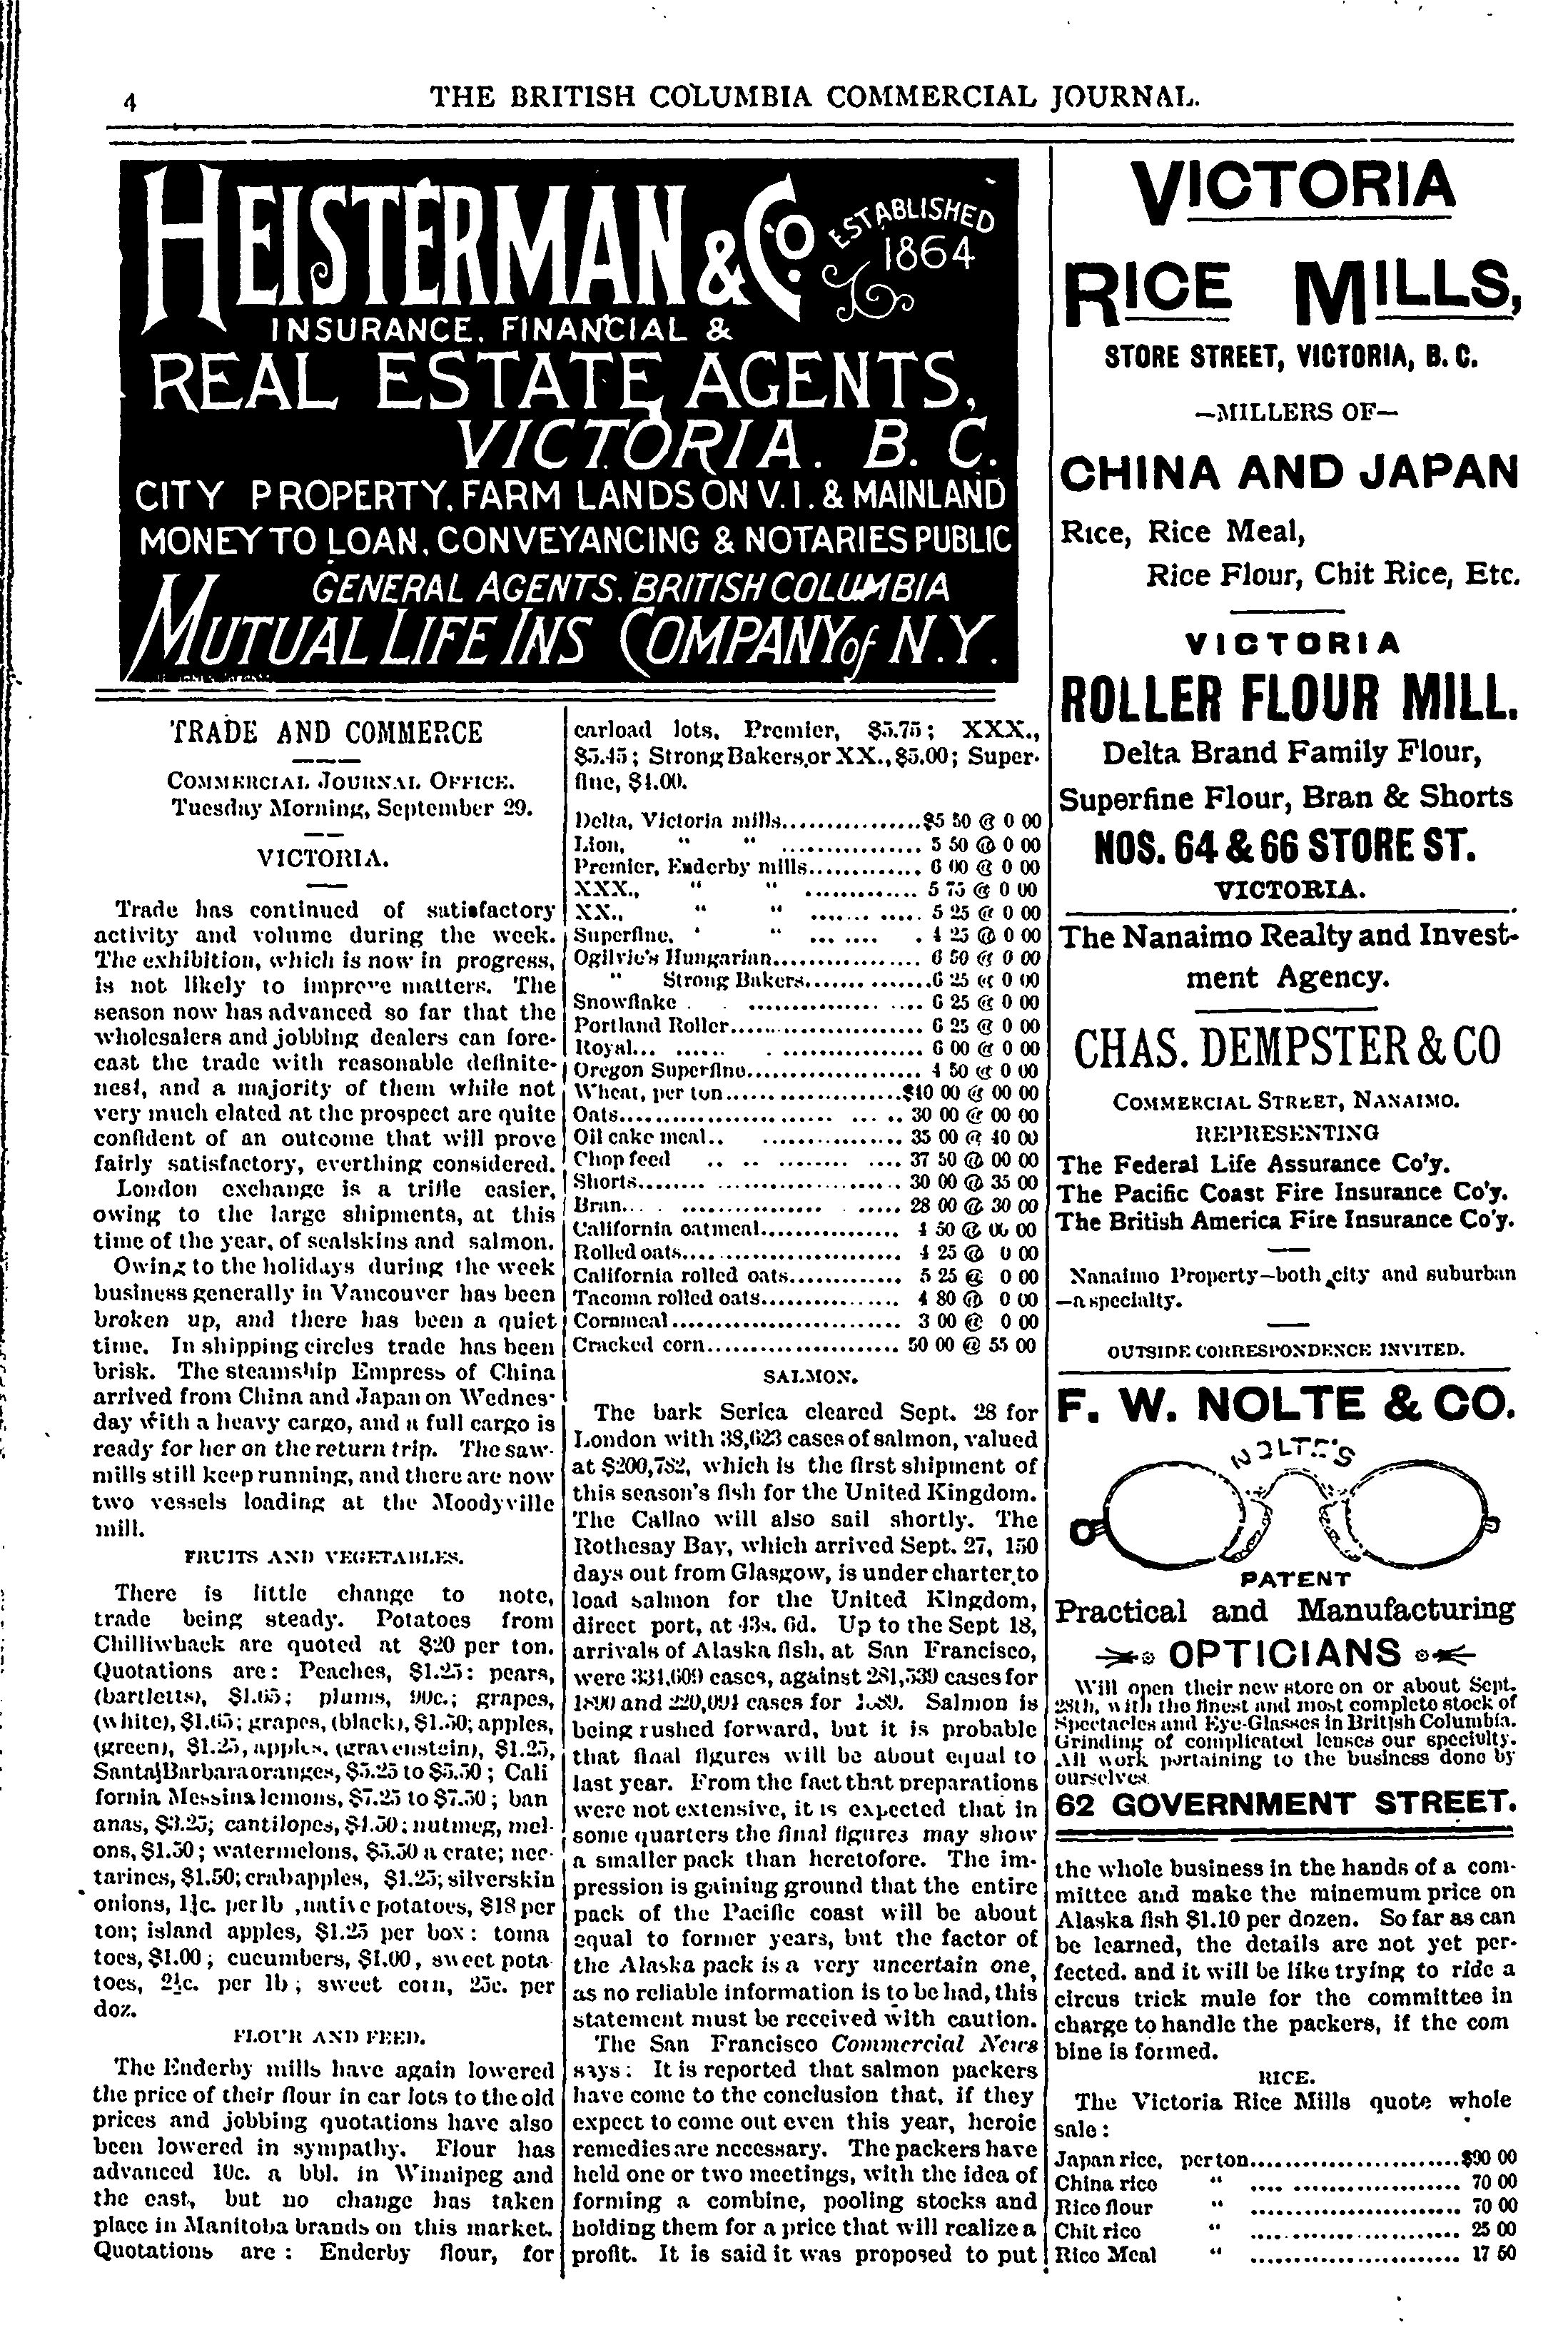 4
THE BRITISH COLUMBIA COMMERCIAL JOURNAL.
HEISTERMAN & Co.
ESTABLISHED
1864
INSURANCE, FINANCIAL &
REAL ESTATE AGENTS,
VICTORIA. B. C.
CITY PROPERTY, FARM LANDS ON V. I. & MAINLAND
MONEY TO LOAN, CONVEYANCING & NOTARIES PUBLIC
GENERAL AGENTS, BRITISH COLUMBIA
MUTUAL LIFE INS COMPANY of N.Y.
TRADE AND COMMERCE
COMMERCIAL JOURNAL OFFICE.
Tuesday Morning, September 29.
VICTORIA.
Trade has continued of satisfactory
activity and volume during the week.
The exhibition, which is now in progress,
is not likely to improve matters. The
season now has advanced so far that the
wholesalers and jobbing dealers can fore-
cast the trade with reasonable definite-
nest, and a majority of them while not
very much elated at the prospect are quite
confident of an outcome that will prove
fairly satisfactory, everthing considered.
London exchange is a trifle easier,
owing to the large shipments, at this
time of the year, of sealskins and salmon.
Owing to the holidays during the week
business generally in Vancouver has been
broken up, and there has been a quiet
time. In shipping circles trade has been
brisk. The steamship Empress of China
arrived from China and Japan on Wednes-
day with a heavy cargo, and a full cargo is
ready for her on the return trip. The saw-
mills still keep running, and there are now
two vessels loading at the Moodyville
mill.
FRUITS AND VEGETABLES.
There is little change to note,
trade being steady. Potatoes from
Chilliwhack are quoted at $20 per ton.
Quotations are: Peaches, $1.25: pears,
(bartletts), $1.65; plums, 90c.; grapes,
(white), $1.65; grapes, (black), $1.50; apples,
(green), $1.25, apples, (gravenstein), $1.25,
Santa Barbara oranges, $5.25 to $5.50; Cali
fornia Messina lemons, $7.25 to $7.50; ban
anas, $3.25; cantilopes, $4.50; nutmeg, mel-
ons, $1.50; watermelons, $5.50 a crate; nec-
tarines, $1.50; crabapples, $1.25; silverskin
onions, per lb, native potatoes, $18 per
ton; island apples, $1.25 per box: toma
toes, $1.00; cucumbers, $1.00, sweet pota
toes, 2½c. per lb; sweet corn, 25c. per
doz.
FLOUR AND FEED.
The Enderby mills have again lowered
the price of their flour in car lots to the old
prices and jobbing quotations have also
been lowered in sympathy. Flour has
advanced 10c. a bbl. in Winnipeg and
the east, but no change has taken
place in Manitoba brands on this market.
Quotations are: Enderby flour, for
carload lots, Premier, $5.75; XXX.,
$5.45; Strong Bakers or XX., $5.00; Super-
fine, $4.00.
Delta, Victoria mills................$5 50 @ 0 00
Lion, " " ................ 5 50 @ 0 00
Premier, Enderby mills............. 6 00 @ 0 00
XXX., " " ............. 5 75 @ 0 00
XX., " " ............. 5 25 @ 0 00
Superfine, ' " ... .... . 4 25 @ 0 00
Ogilvie's Hungarian................. 6 50 @ 0 00
" Strong Bakers..............6 25 @ 0 00
Snowflake . . ................. 6 25 @ 0 00
Portland Roller...................... 6 25 @ 0 00
Royal... ...... . ................ 6 00 @ 0 00
Oregon Superfine.................... 4 50 @ 0 00
Wheat, per ton.....................$40 00 @ 00 00
Oats............................ .. 30 00 @ 00 00
Oil cake meal.. ................. 35 00 @ 40 00
Chop feed .. .. ........ .... 37 50 @ 00 00
Shorts............................ 30 00 @ 35 00
Bran... . ................ . ..... 28 00 @ 30 00
California oatmeal................ 4 50 @ 00 00
Rolled oats........................ 4 25 @ 0 00
California rolled oats............. 5 25 @ 0 00
Tacoma rolled oats................ 4 80 @ 0 00
Cornmeal.......................... 3 00 @ 0 00
Cracked corn...................... 50 00 @ 55 00
SALMON.
The bark Serica cleared Sept. 28 for
London with 38,623 cases of salmon, valued
at $200,782, which is the first shipment of
this season's fish for the United Kingdom.
The Callao will also sail shortly. The
Rothesay Bay, which arrived Sept. 27, 150
days out from Glasgow, is under charter to
load salmon for the United Kingdom,
direct port, at 43s. 6d. Up to the Sept 18,
arrivals of Alaska fish, at San Francisco,
were 331,609 cases, against 281,539 cases for
1890 and 220,091 cases for 1889. Salmon is
being rushed forward, but it is probable
that final figures will be about equal to
last year. From the fact that preparations
were not extensive, it is expected that in
some quarters the final figures may show
a smaller pack than heretofore. The im-
pression is gaining ground that the entire
pack of the Pacific coast will be about
equal to former years, but the factor of
the Alaska pack is a very uncertain one,
as no reliable information is to be had, this
statement must be received with caution.
The San Francisco Commercial News
says: It is reported that salmon packers
have come to the conclusion that, if they
expect to come out even this year, heroic
remedies are necessary. The packers have
held one or two meetings, with the idea of
forming a combine, pooling stocks and
holding them for a price that will realize a
profit. It is said it was proposed to put
VICTORIA
RICE MILLS,
STORE STREET, VICTORIA, B. C.
—MILLERS OF—
CHINA AND JAPAN
Rice, Rice Meal,
Rice Flour, Chit Rice, Etc.
VICTORIA
ROLLER FLOUR MILL.
Delta Brand Family Flour,
Superfine Flour, Bran & Shorts
NOS. 64 & 66 STORE ST.
VICTORIA.
The Nanaimo Realty and Invest-
ment Agency.
CHAS. DEMPSTER & CO
COMMERCIAL STREET, NANAIMO.
REPRESENTING
The Federal Life Assurance Co'y.
The Pacific Coast Fire Insurance Co'y.
The British America Fire Insurance Co'y.
Nanaimo Property—both city and suburban
—a specialty.
OUTSIDE CORRESPONDENCE INVITED.
F. W. NOLTE & CO.
NOLTE'S
PATENT
Practical and Manufacturing
OPTICIANS
Will open their new store on or about Sept.
28th, with the finest and most complete stock of
Spectacles and Eye-Glasses in British Columbia.
Grinding of complicated lenses our specialty.
All work pertaining to the business done by
ourselves.
62 GOVERNMENT STREET.
the whole business in the hands of a com-
mittee and make the minemum price on
Alaska fish $1.10 per dozen. So far as can
be learned, the details are not yet per-
fected, and it will be like trying to ride a
circus trick mule for the committee in
charge to handle the packers, if the com
bine is formed.
RICE.
The Victoria Rice Mills quote whole
sale:
Japan rice, per ton........................$90 00
China rice " .... ................... 70 00
Rice flour " ........................ 70 00
Chit rice " ........................ 25 00
Rice Meal " ........................ 17 50